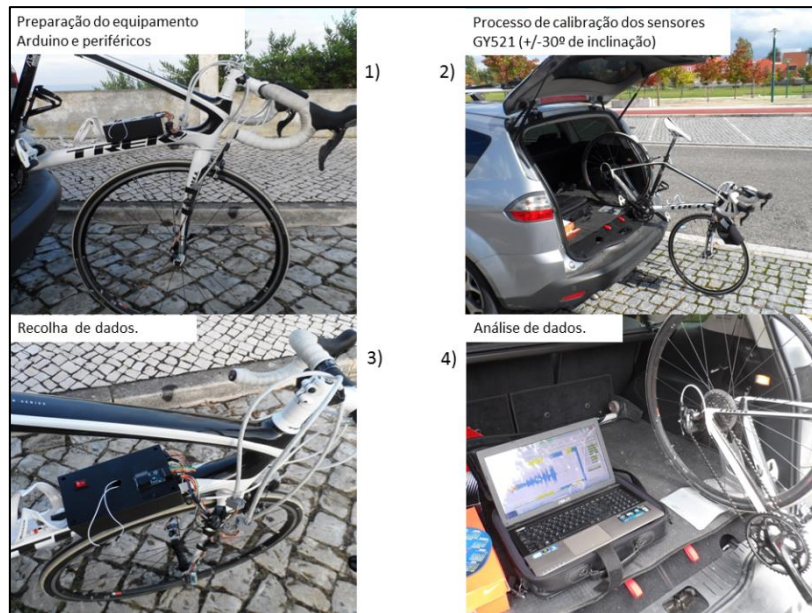 Preparação do equipamento
Arduino e periféricos
1)
2)
Processo de calibração dos sensores
GY521 (+/-30º de inclinação)
TREK
Recolha de dados.
3)
4)
Análise de dados.